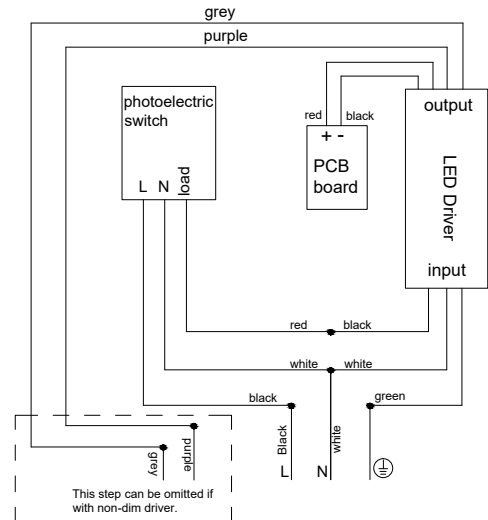 grey
purple
photoelectric
switch
L N load
red black
+ -
PCB
board
output
LED Driver
input
red black
white white
black green
Black white
L N
grey purple
This step can be omitted if
with non-dim driver.